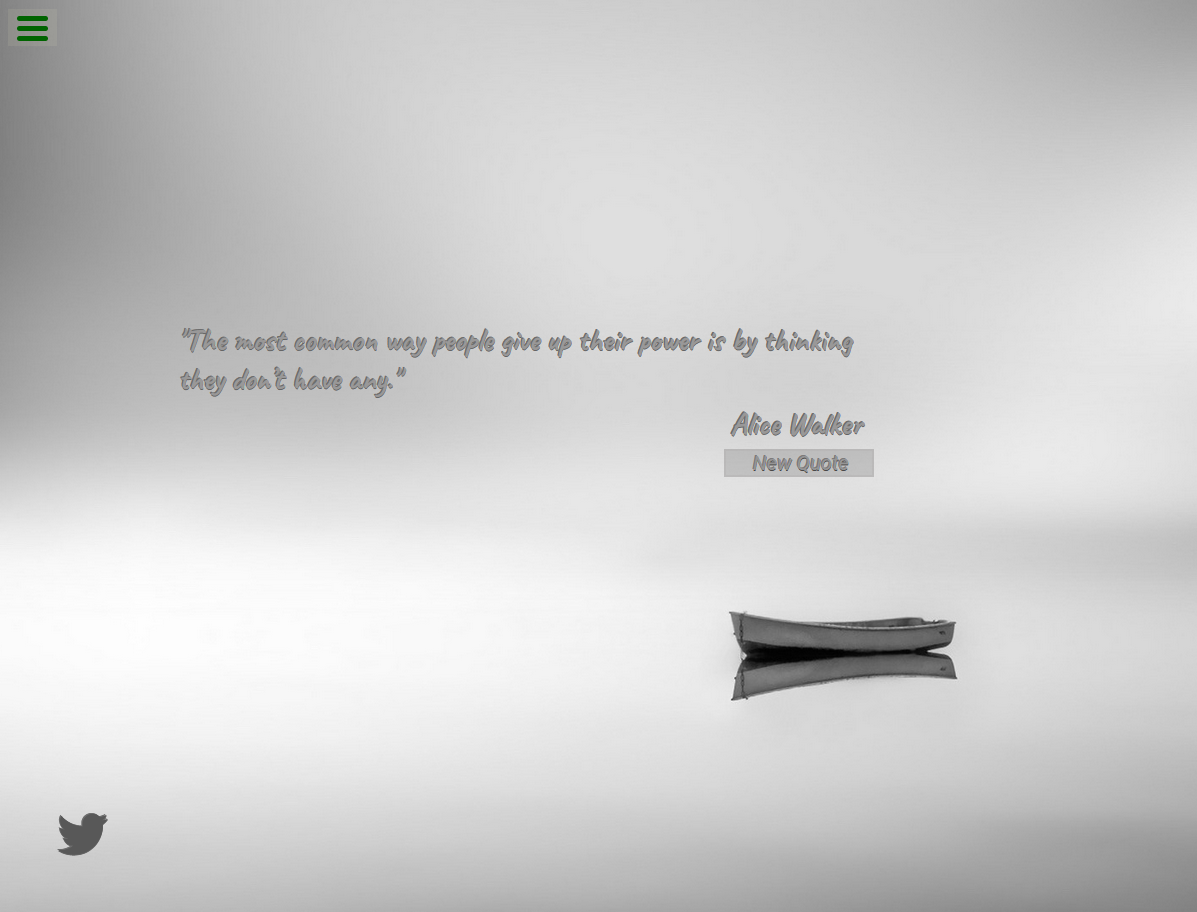 "The most common way people give up their power is by thinking
they don't have any."
Alice Walker
New Quote